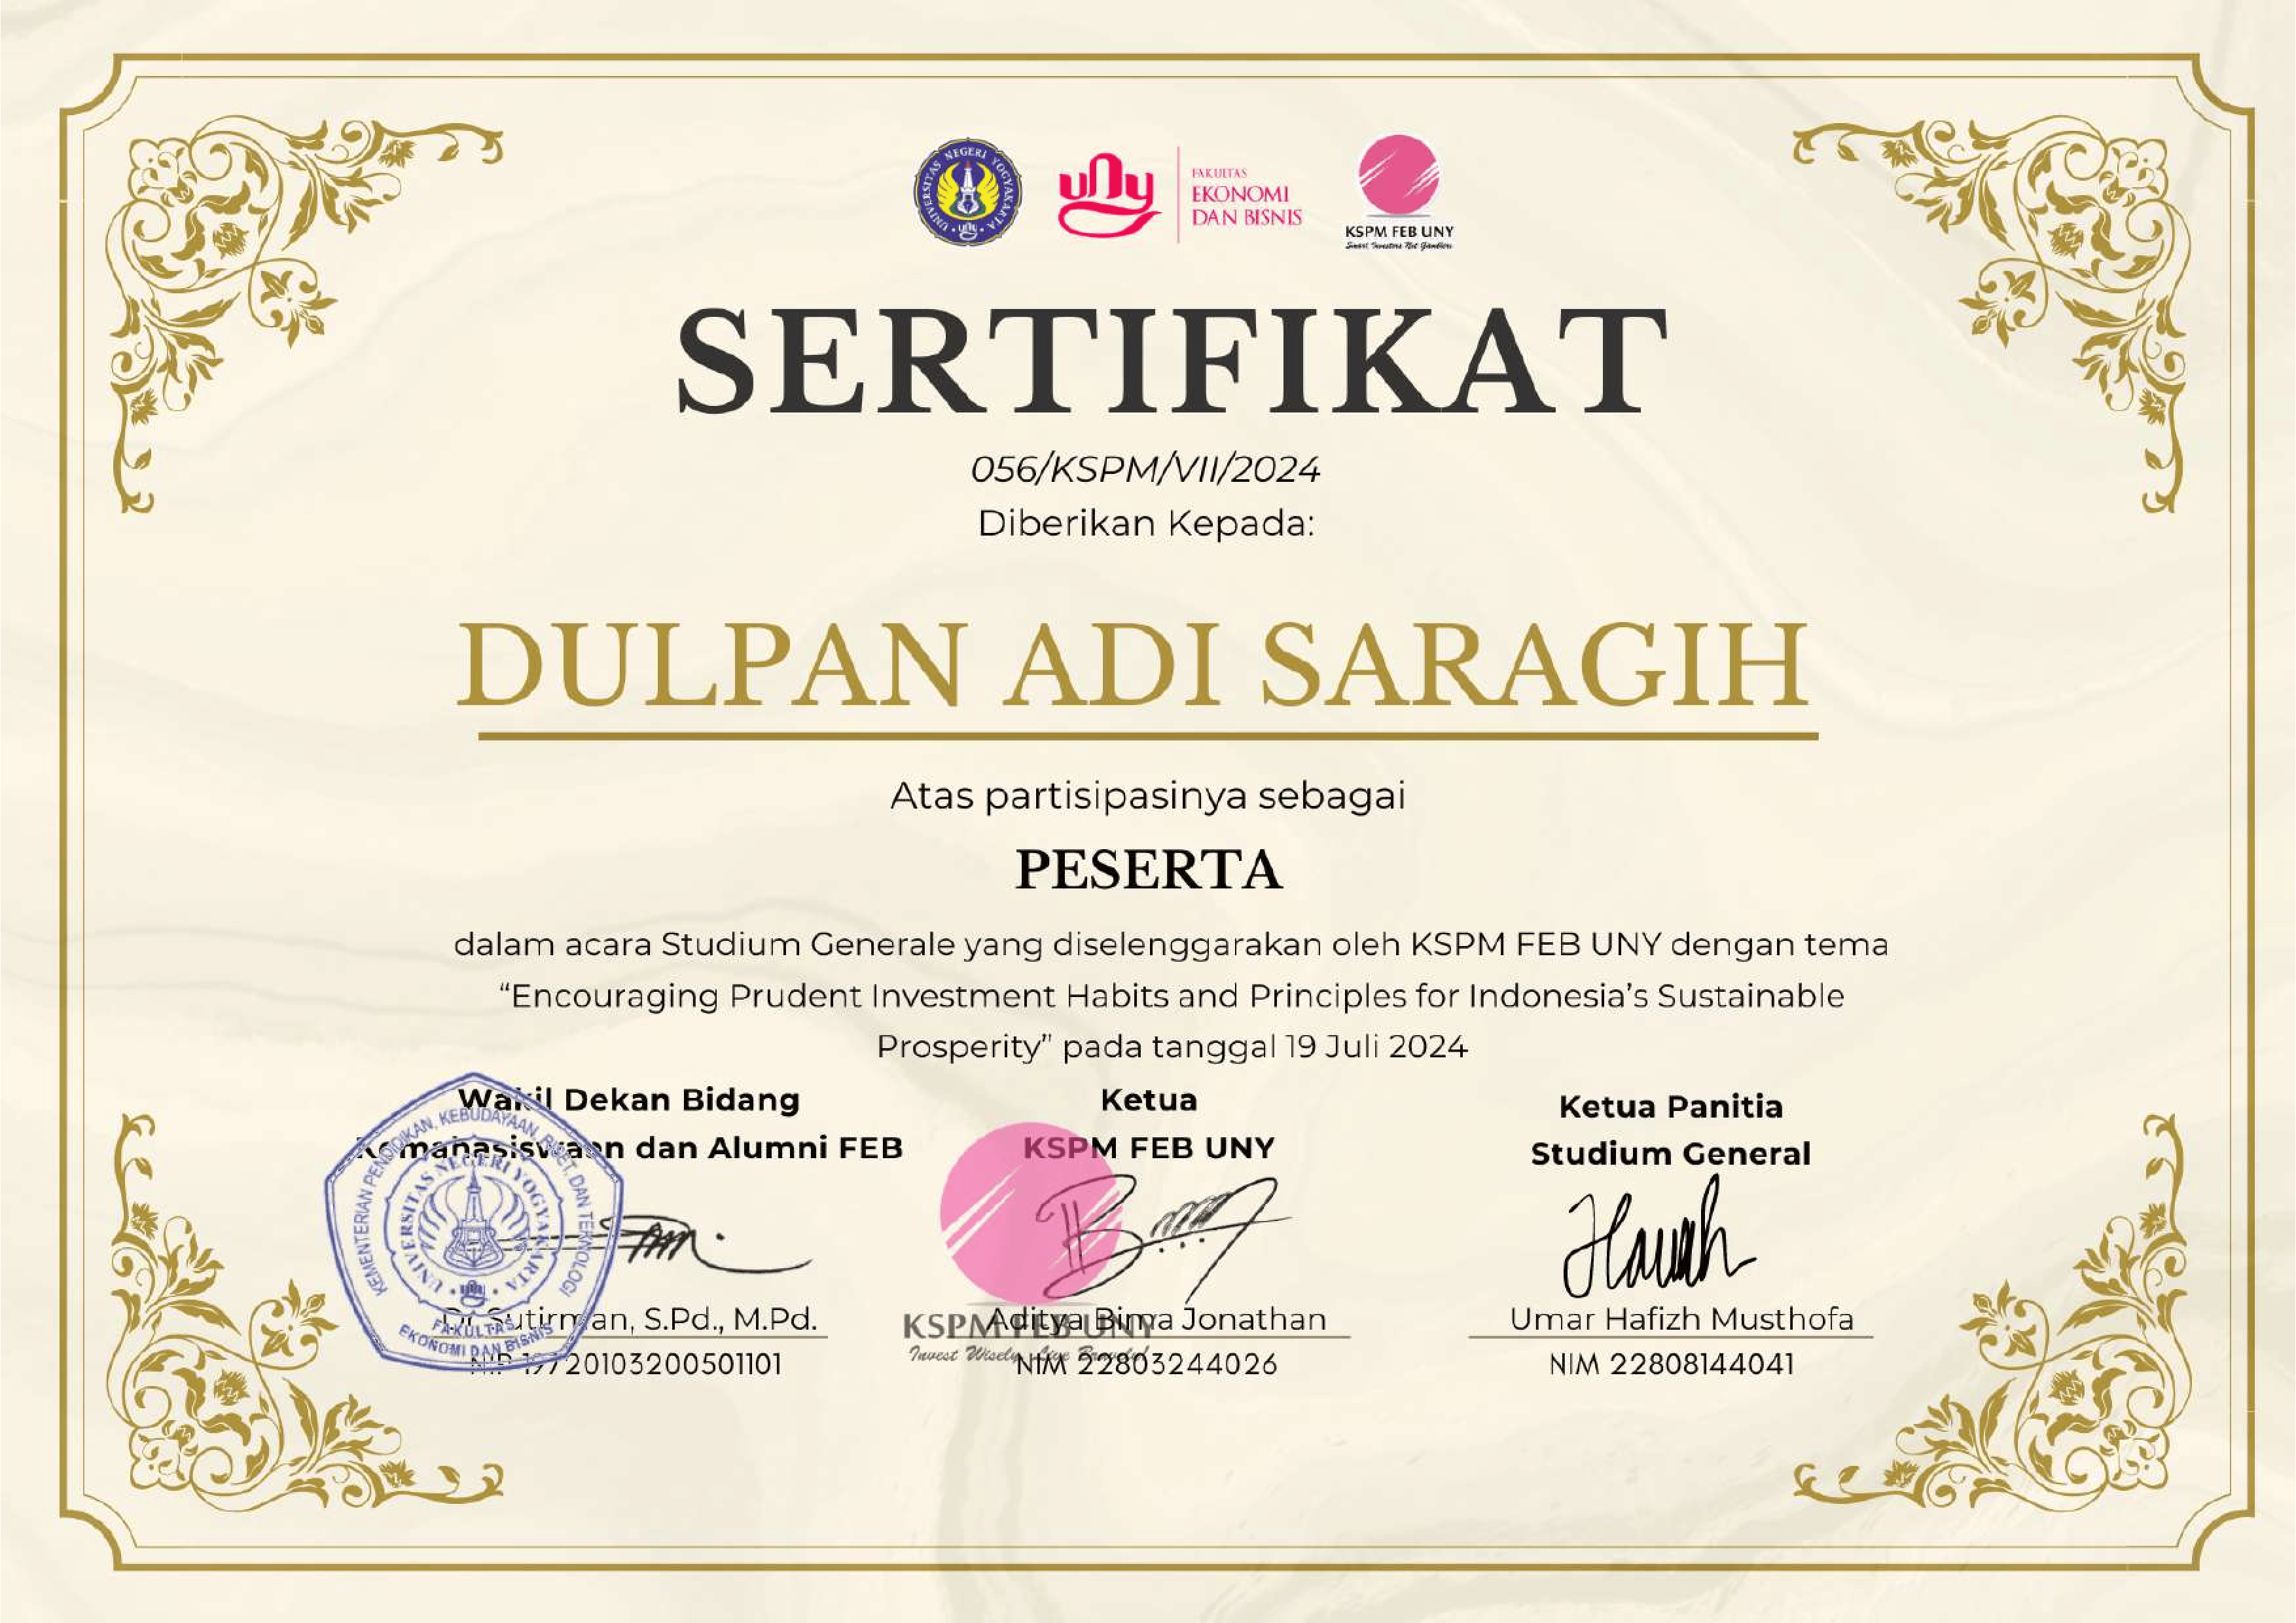 UNIVERSITAS NEGERI YOGYAKARTA
uny
uny
FAKULTAS
EKONOMI
DAN BISNIS
KSPM FEB UNY
Smart Investors Not Gamblers
SERTIFIKAT
056/KSPM/VII/2024
Diberikan Kepada:
DULPAN ADI SARAGIH
Atas partisipasinya sebagai
PESERTA
dalam acara Studium Generale yang diselenggarakan oleh KSPM FEB UNY dengan tema
“Encouraging Prudent Investment Habits and Principles for Indonesia’s Sustainable
Prosperity” pada tanggal 19 Juli 2024
Wakil Dekan Bidang
Kemahasiswaan dan Alumni FEB
KEMENTERIAN PENDIDIKAN, KEBUDAYAAN, RISET, DAN TEKNOLOGI
UNIVERSITAS NEGERI YOGYAKARTA
uny
FAKULTAS
EKONOMI DAN BISNIS
Dr. Sutirman, S.Pd., M.Pd.
NIP 19720103200501101
Ketua
KSPM FEB UNY
KSPM FEB UNY
Invest Wisely, Live Bravely!
Aditya Bima Jonathan
NIM 22803244026
Ketua Panitia
Studium General
Umar Hafizh Musthofa
NIM 22808144041